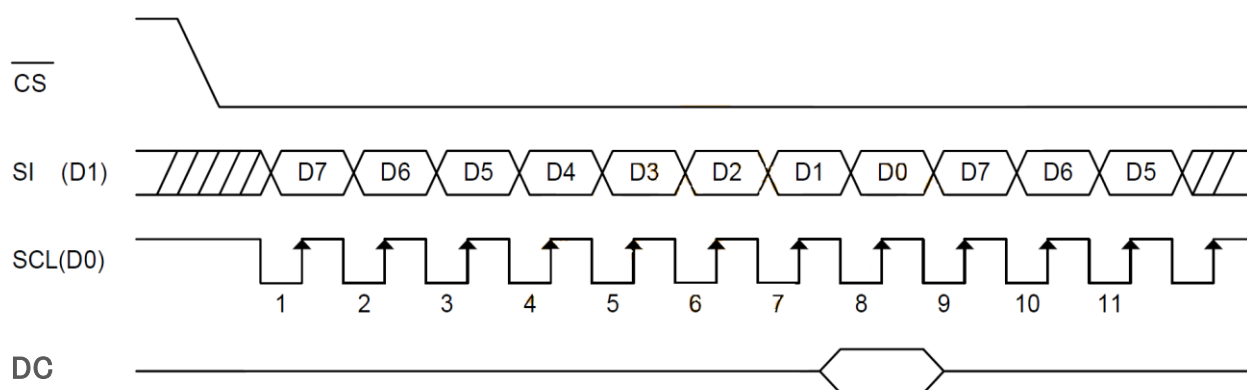 CS
SI (D1) D7 D6 D5 D4 D3 D2 D1 D0 D7 D6 D5
SCL(D0)
1 2 3 4 5 6 7 8 9 10 11
DC